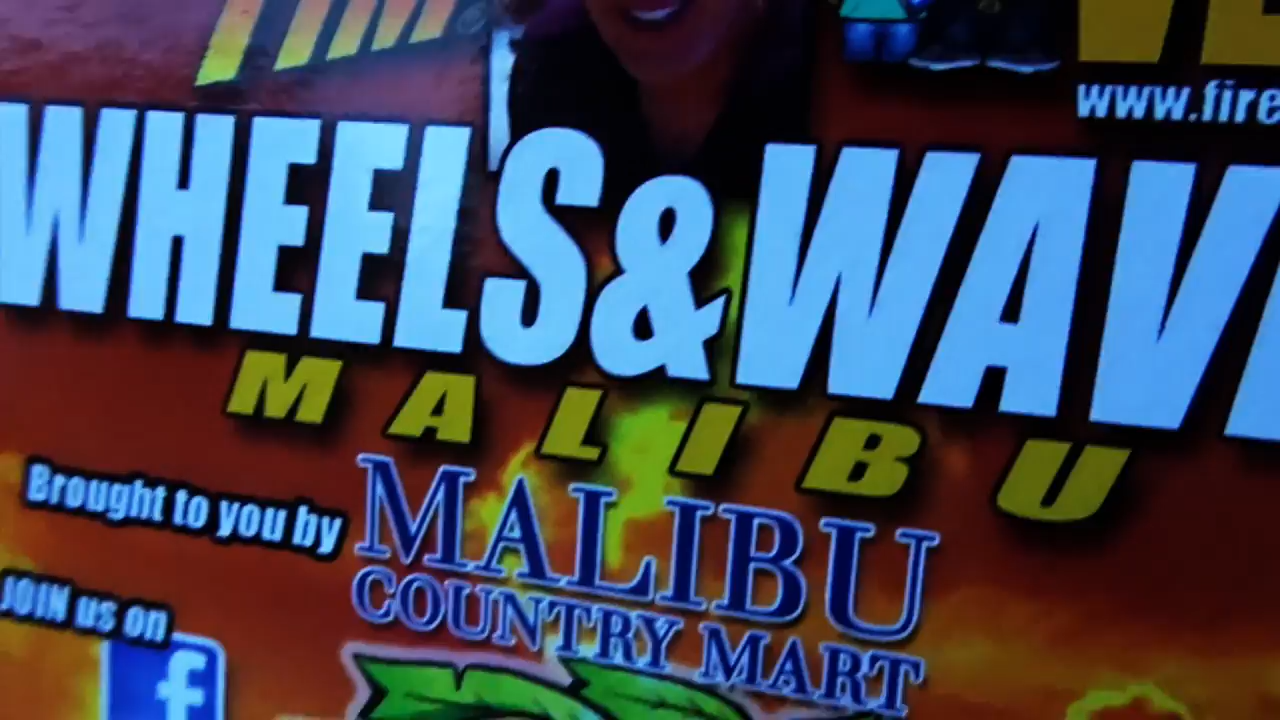 www.fire
WHEELS&WAV
MALIBU
Brought to you by
MALIBU
COUNTRY MART
JOIN us on
f